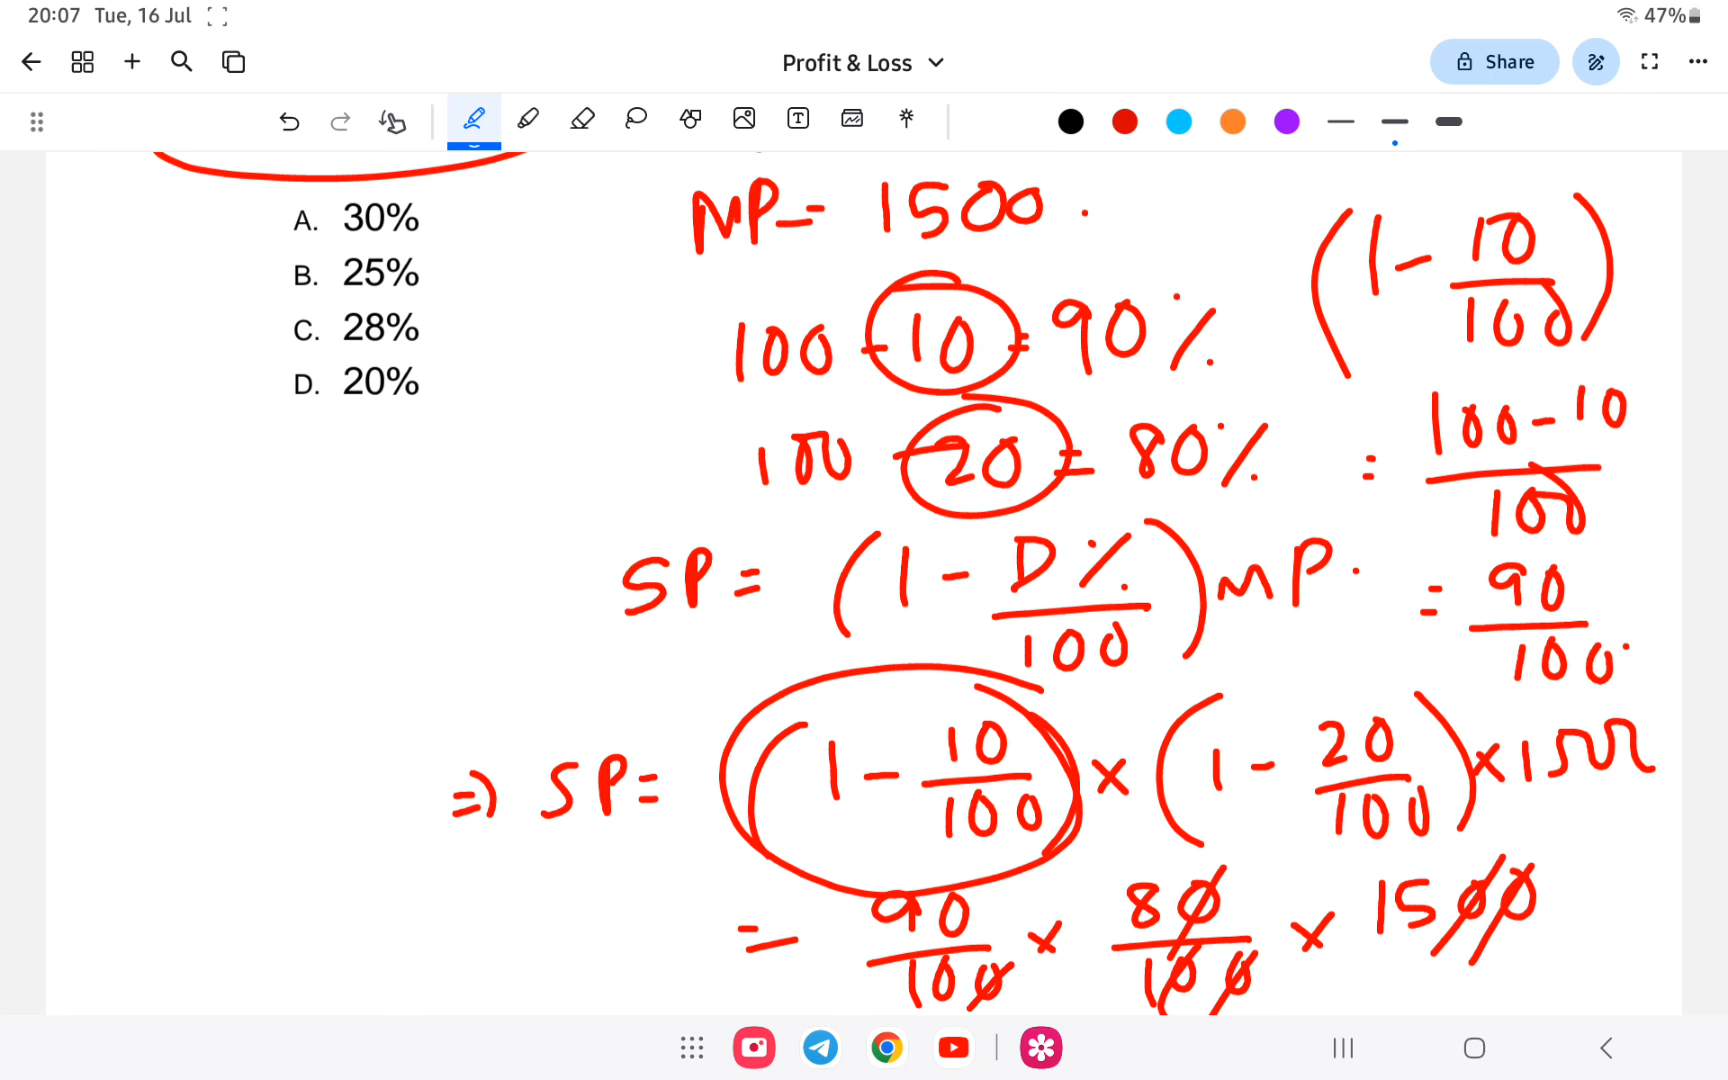 20:07 Tue, 16 Jul 47%
Profit & Loss
Share
A. 30%
B. 25%
C. 28%
D. 20%
MP = 1500.
100 - 10 = 90%
100 - 20 = 80%
SP = (1 - D%/100) MP.
⇒ SP = (1 - 10/100) × (1 - 20/100) × 1500
= 90/100 × 80/100 × 1500
(1 - 10/100)
= 100 - 10/100
= 90/100